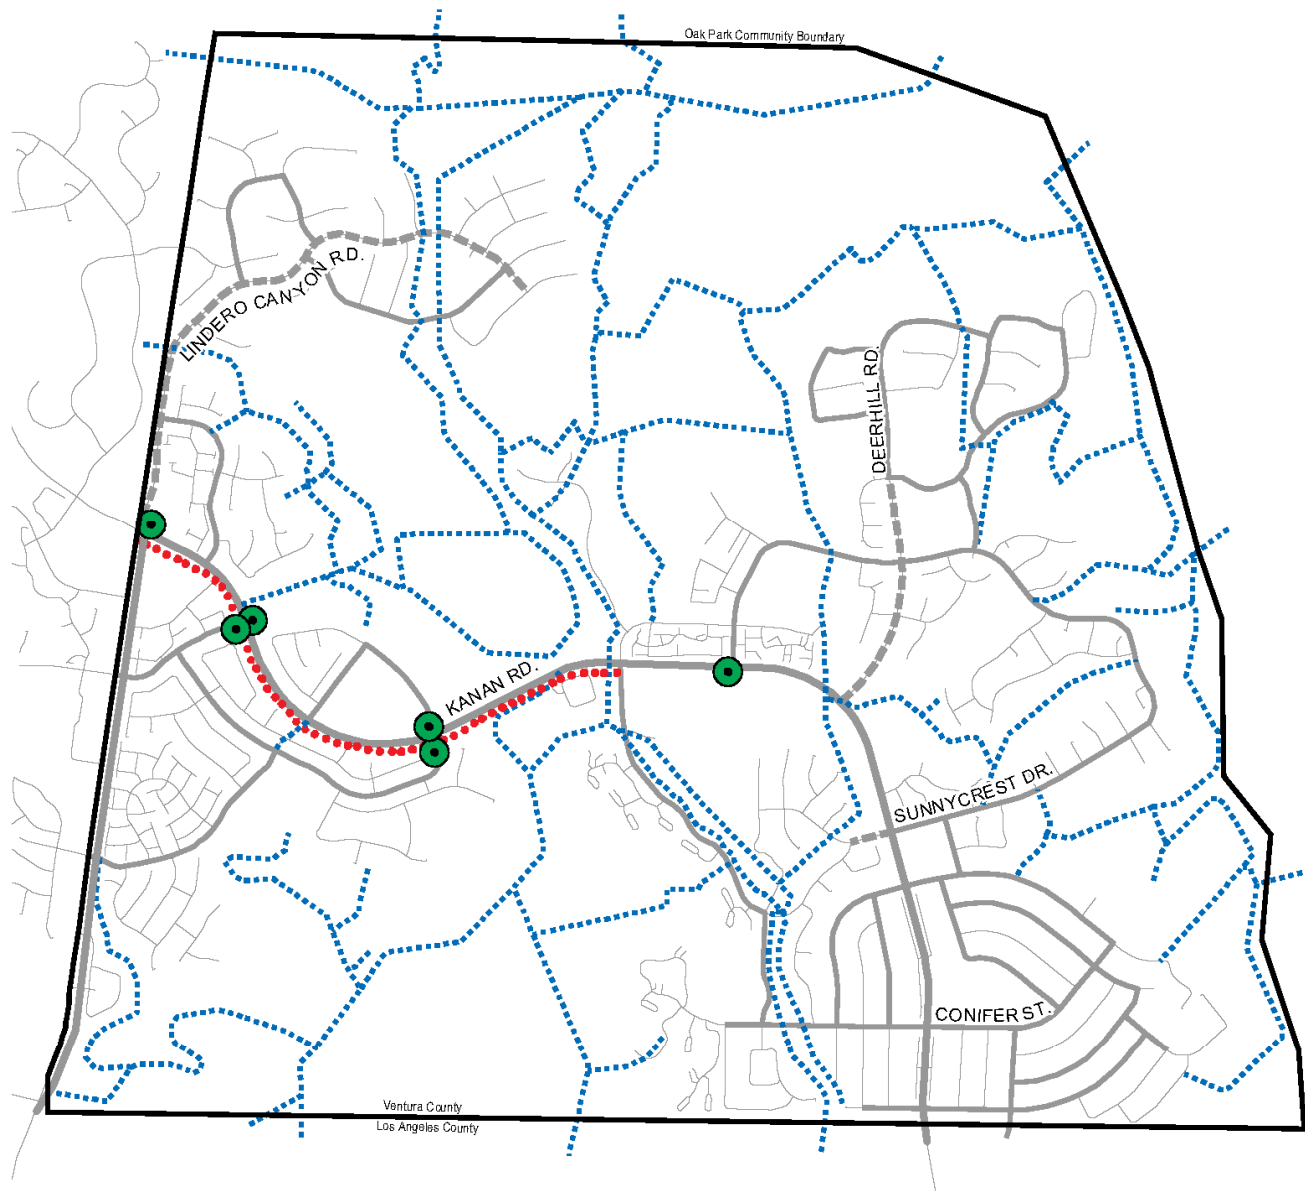 Oak Park Community Boundary
LINDERO CANYON RD.
DEERHILL RD.
KANAN RD.
SUNNYCREST DR.
CONIFER ST.
Ventura County
Los Angeles County